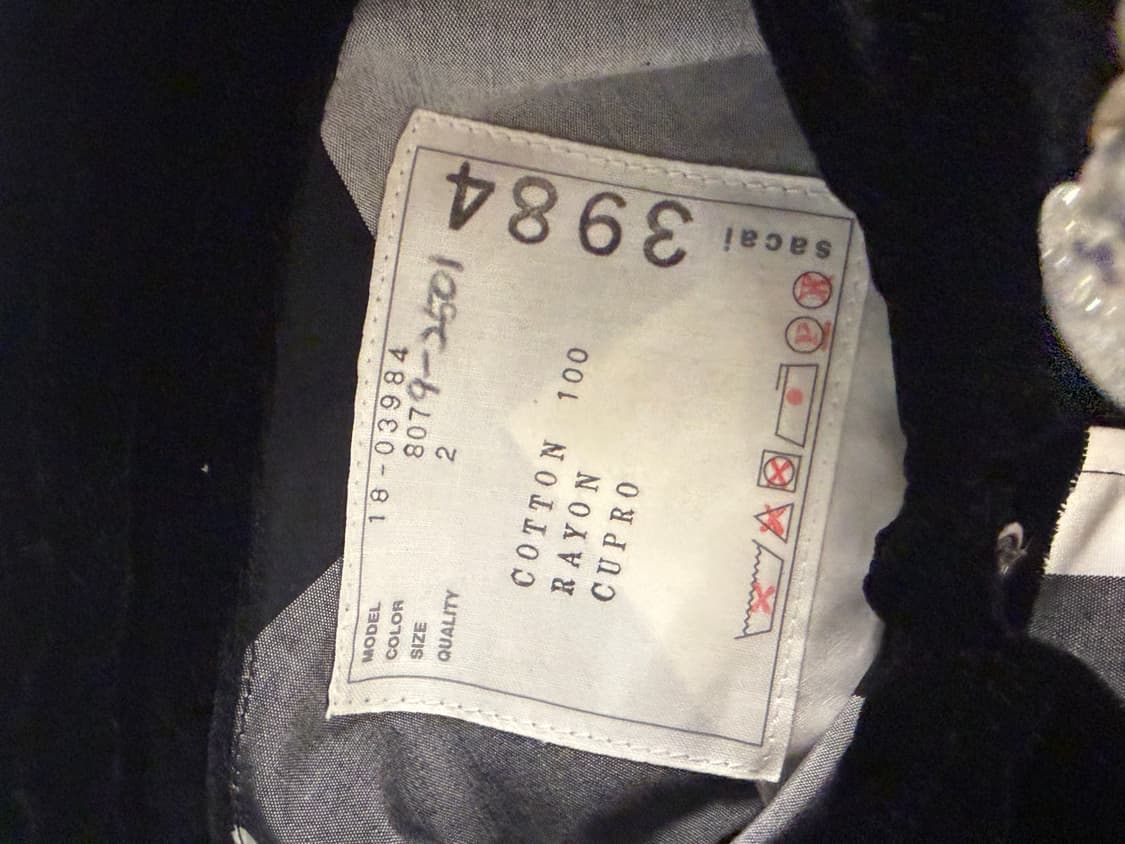 MODEL 18-03984
COLOR 8079-2501
SIZE 2
QUALITY
COTTON 100
RAYON
CUPRO
sacai
3984